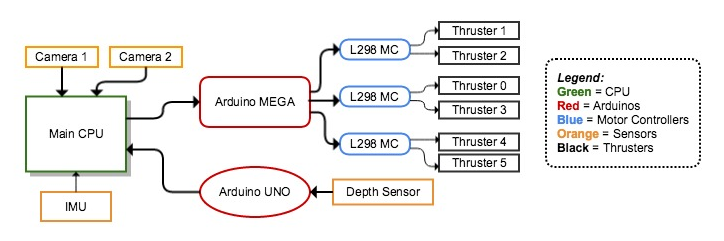 Camera 1
Camera 2
Main CPU
IMU
Arduino MEGA
Arduino UNO
Depth Sensor
L298 MC
L298 MC
L298 MC
Thruster 1
Thruster 2
Thruster 0
Thruster 3
Thruster 4
Thruster 5
Legend:
Green = CPU
Red = Arduinos
Blue = Motor Controllers
Orange = Sensors
Black = Thrusters